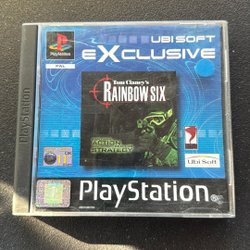 UBI SOFT
eXCLUSIVE
PAL
Tom Clancy's
RAINBOW SIX
ACTION
STRATEGY
Ubi Soft
PlayStation
PlayStation